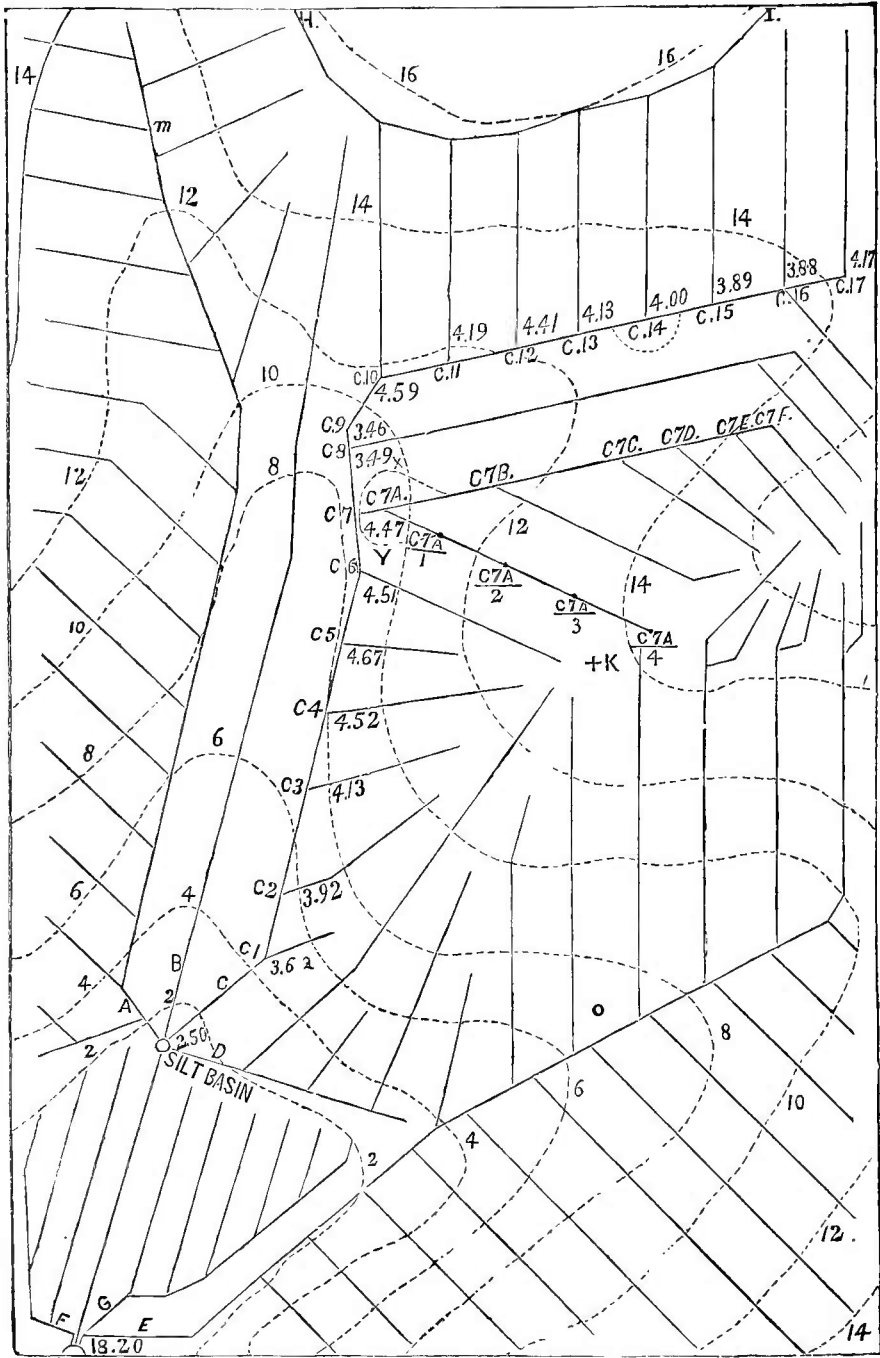 H.
I.
14
16
16
m
12
14
14
4.17
3.88
C.17
C.16
3.89
C.15
4.00
C.14
4.13
C.13
4.41
C.12
4.19
C.11
C.10
4.59
10
C.9
3.46
C8
3.49 x
12
8
C7E. C7F.
C7D.
C7C.
C7B.
C7A.
C7
4.47
12
C7A
1
Y
C6
4.51
C7A
2
14
C7A
3
C7A
4
+K
10
C5
4.67
C4
4.52
6
8
C3
4.13
C2
3.92
6
4
C1
3.62
B
C
4
A
2
O
8
2
2.50
D
SILT BASIN
6
10
4
2
12.
F
G
E
18.20
14